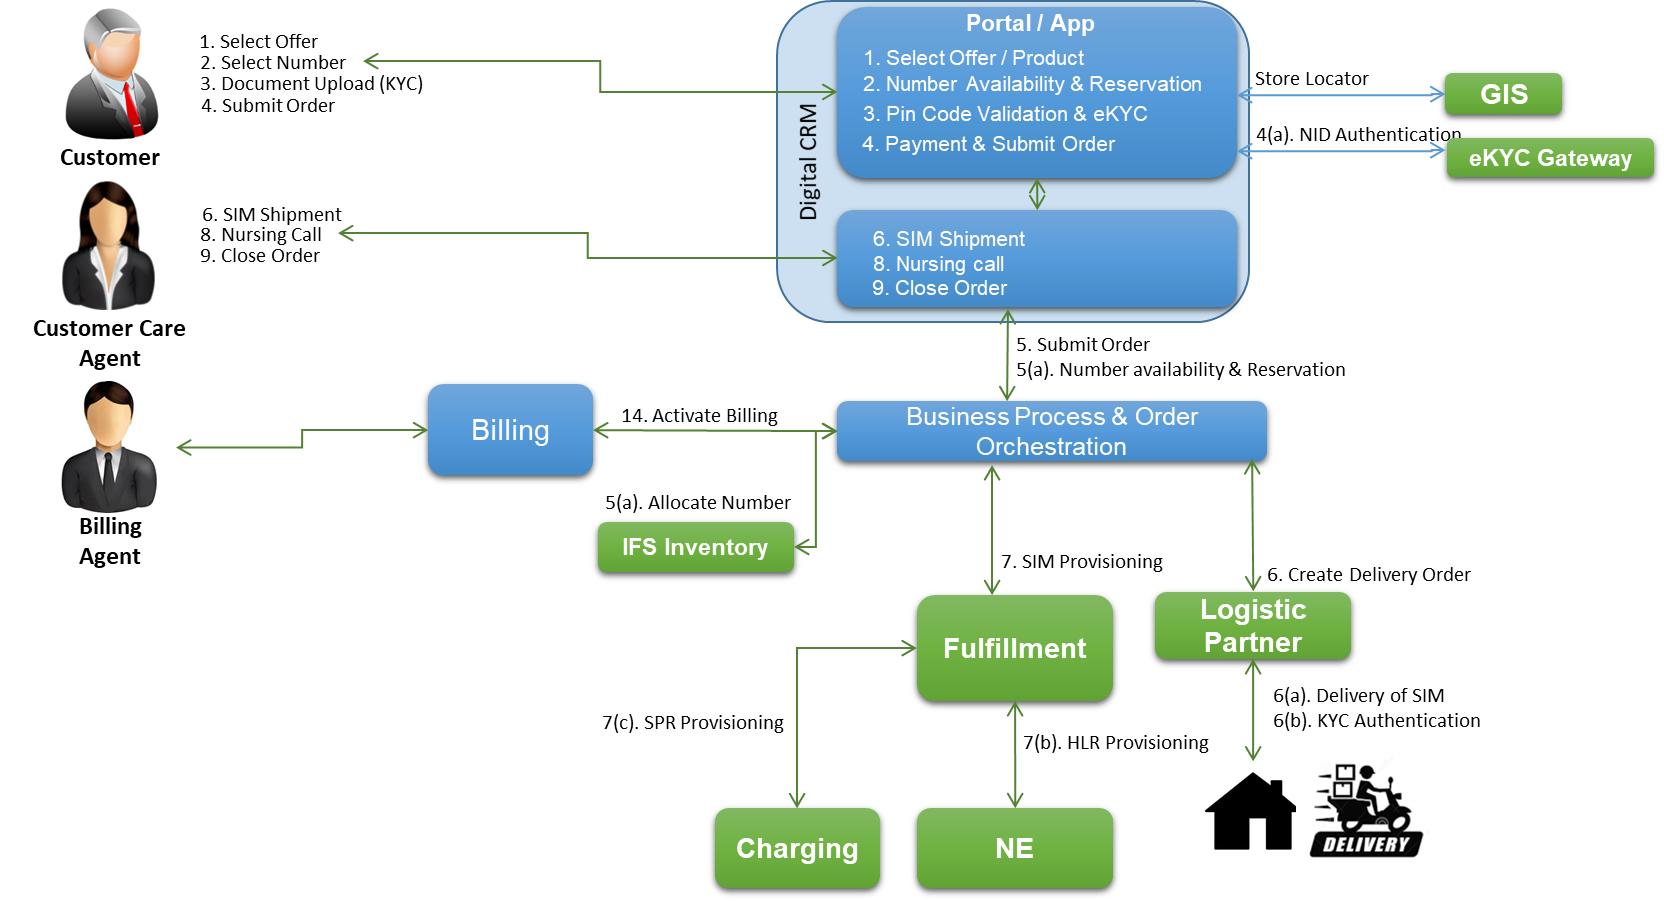 Portal / App
1. Select Offer / Product
2. Number Availability & Reservation
3. Pin Code Validation & eKYC
4. Payment & Submit Order
Digital CRM
1. Select Offer
2. Select Number
3. Document Upload (KYC)
4. Submit Order
Customer
Store Locator
GIS
4(a). NID Authentication
eKYC Gateway
6. SIM Shipment
8. Nursing Call
9. Close Order
Customer Care
Agent
6. SIM Shipment
8. Nursing call
9. Close Order
5. Submit Order
5(a). Number availability & Reservation
Billing
14. Activate Billing
Business Process & Order
Orchestration
Billing
Agent
5(a). Allocate Number
IFS Inventory
7. SIM Provisioning
6. Create Delivery Order
Fulfillment
Logistic
Partner
6(a). Delivery of SIM
6(b). KYC Authentication
7(c). SPR Provisioning
7(b). HLR Provisioning
Charging
NE
DELIVERY